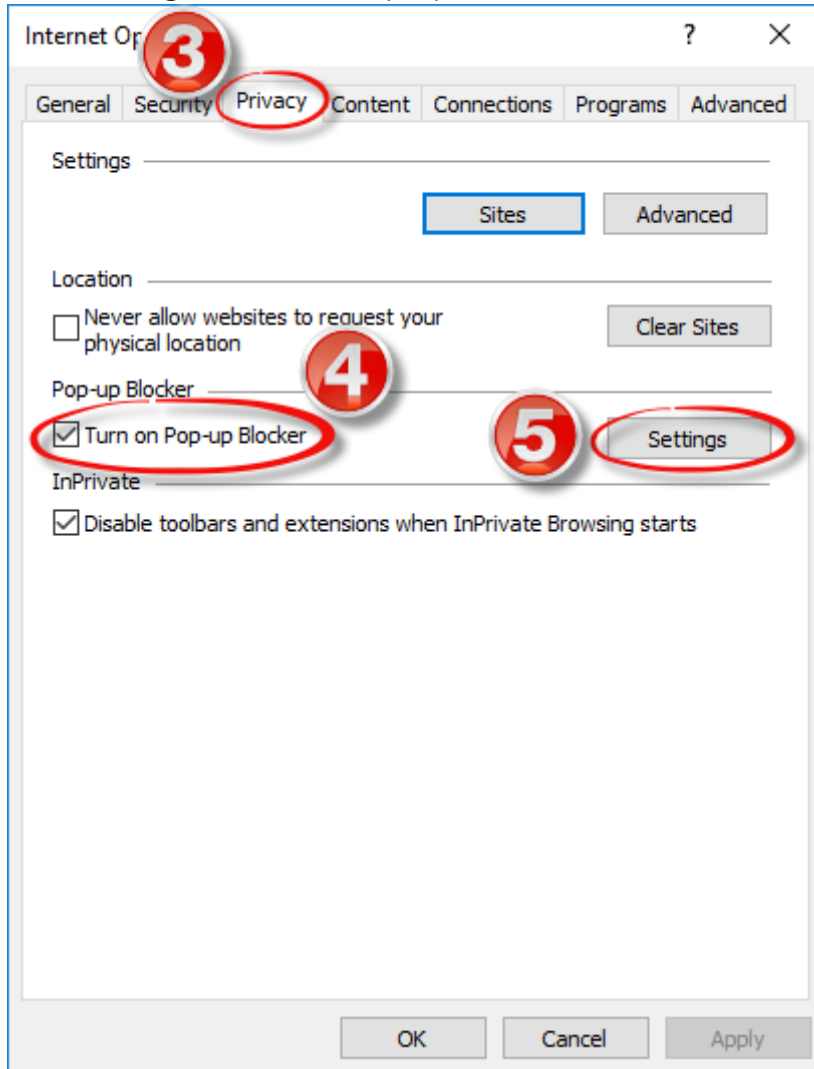 Internet Op
3
? ×
General Security Privacy Content Connections Programs Advanced
Settings
Sites Advanced
Location
Never allow websites to request your
physical location
Clear Sites
4
Pop-up Blocker
Turn on Pop-up Blocker
5
Settings
InPrivate
Disable toolbars and extensions when InPrivate Browsing starts
OK Cancel Apply